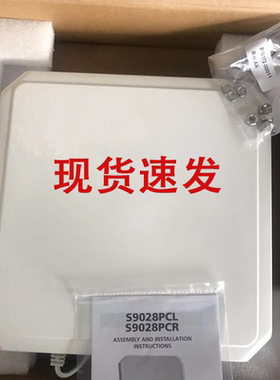 现货速发
S9028PCL
S9028PCR
ASSEMBLY AND INSTALLATION
INSTRUCTIONS